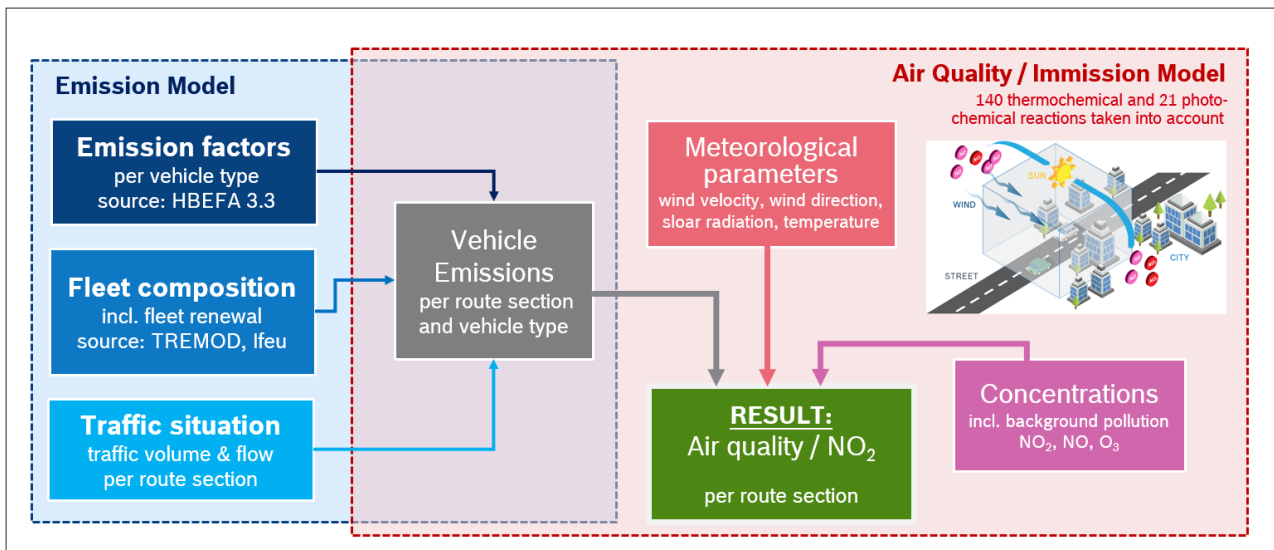 Emission Model
Emission factors
per vehicle type
source: HBEFA 3.3
Fleet composition
incl. fleet renewal
source: TREMOD, Ifeu
Traffic situation
traffic volume & flow
per route section
Vehicle
Emissions
per route section
and vehicle type
Air Quality / Immission Model
140 thermochemical and 21 photo-
chemical reactions taken into account
Meteorological
parameters
wind velocity, wind direction,
sloar radiation, temperature
SUN
WIND
STREET
CITY
RESULT:
Air quality / NO₂
per route section
Concentrations
incl. background pollution
NO₂, NO, O₃